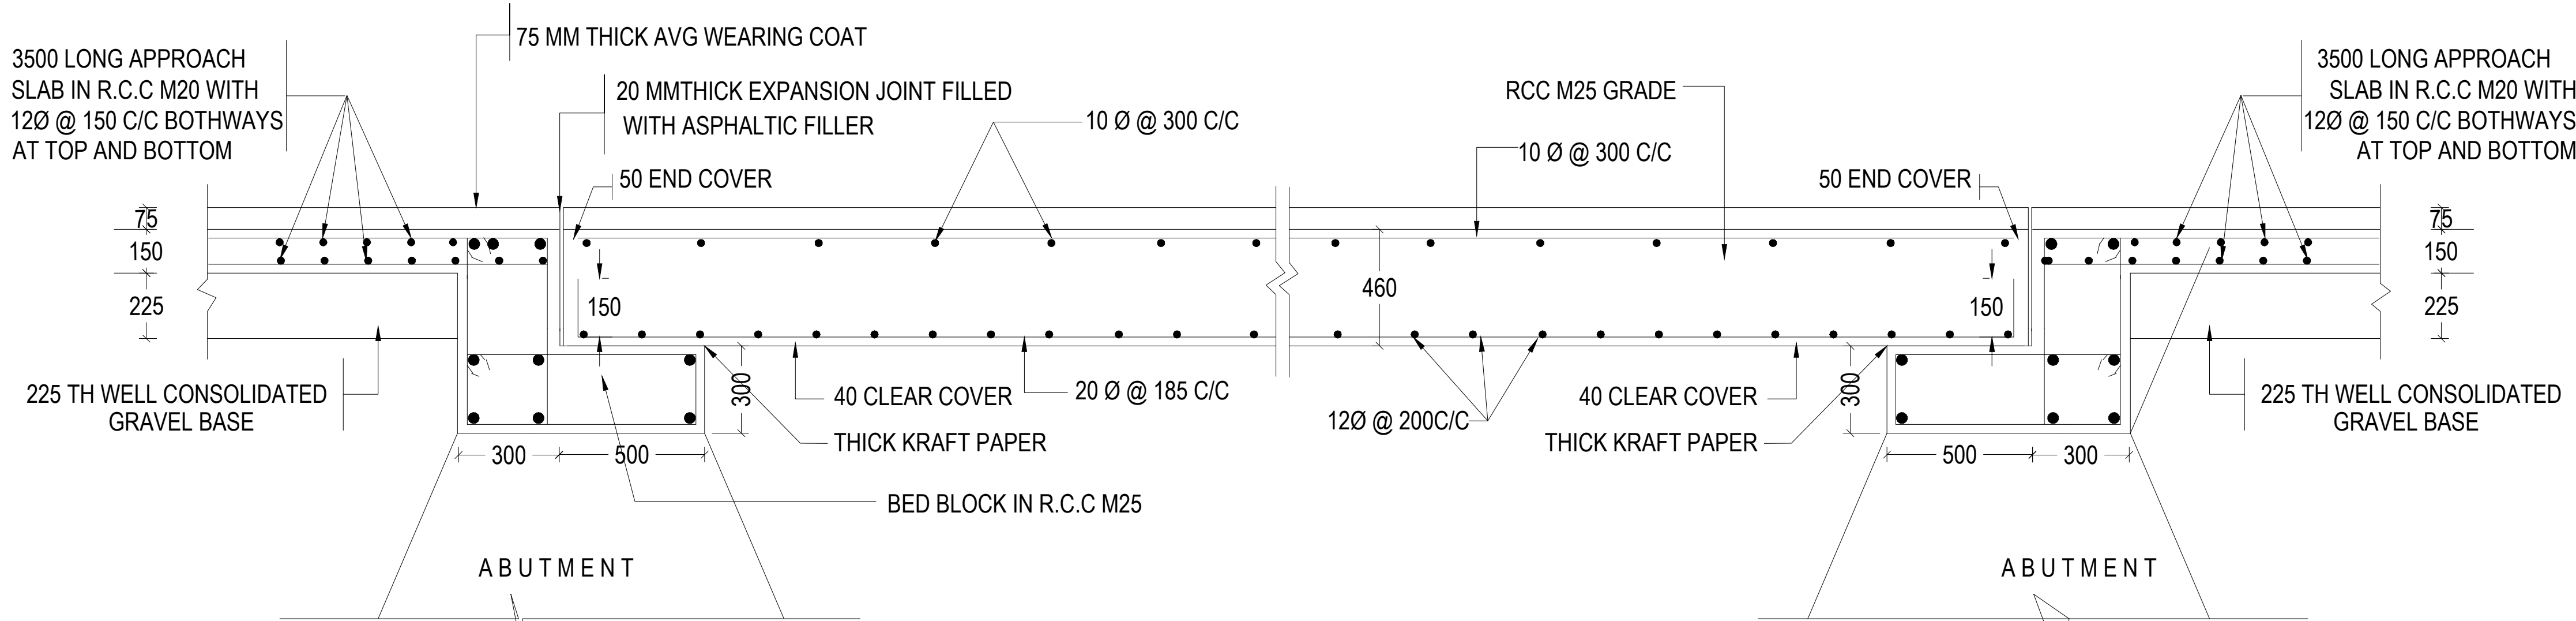 75 MM THICK AVG WEARING COAT
3500 LONG APPROACH
SLAB IN R.C.C M20 WITH
12Ø @ 150 C/C BOTHWAYS
AT TOP AND BOTTOM
20 MMTHICK EXPANSION JOINT FILLED
WITH ASPHALTIC FILLER
50 END COVER
10 Ø @ 300 C/C
RCC M25 GRADE
10 Ø @ 300 C/C
50 END COVER
3500 LONG APPROACH
SLAB IN R.C.C M20 WITH
12Ø @ 150 C/C BOTHWAYS
AT TOP AND BOTTOM
75
150
225
150
460
150
75
150
225
225 TH WELL CONSOLIDATED
GRAVEL BASE
300
40 CLEAR COVER
20 Ø @ 185 C/C
THICK KRAFT PAPER
12Ø @ 200C/C
40 CLEAR COVER
THICK KRAFT PAPER
300
225 TH WELL CONSOLIDATED
GRAVEL BASE
300
500
500
300
BED BLOCK IN R.C.C M25
ABUTMENT
ABUTMENT